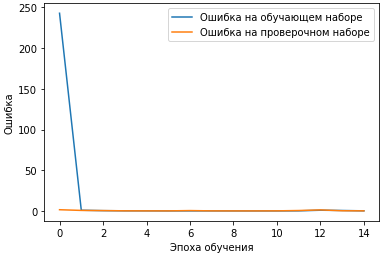 250
200
150
100
50
0
Ошибка
Ошибка на обучающем наборе
Ошибка на проверочном наборе
0 2 4 6 8 10 12 14
Эпоха обучения